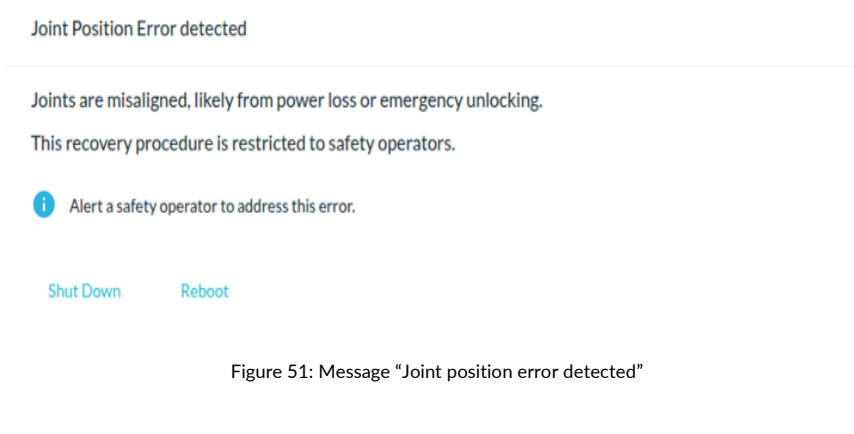 Joint Position Error detected
Joints are misaligned, likely from power loss or emergency unlocking.
This recovery procedure is restricted to safety operators.
i Alert a safety operator to address this error.
Shut Down Reboot
Figure 51: Message “Joint position error detected”